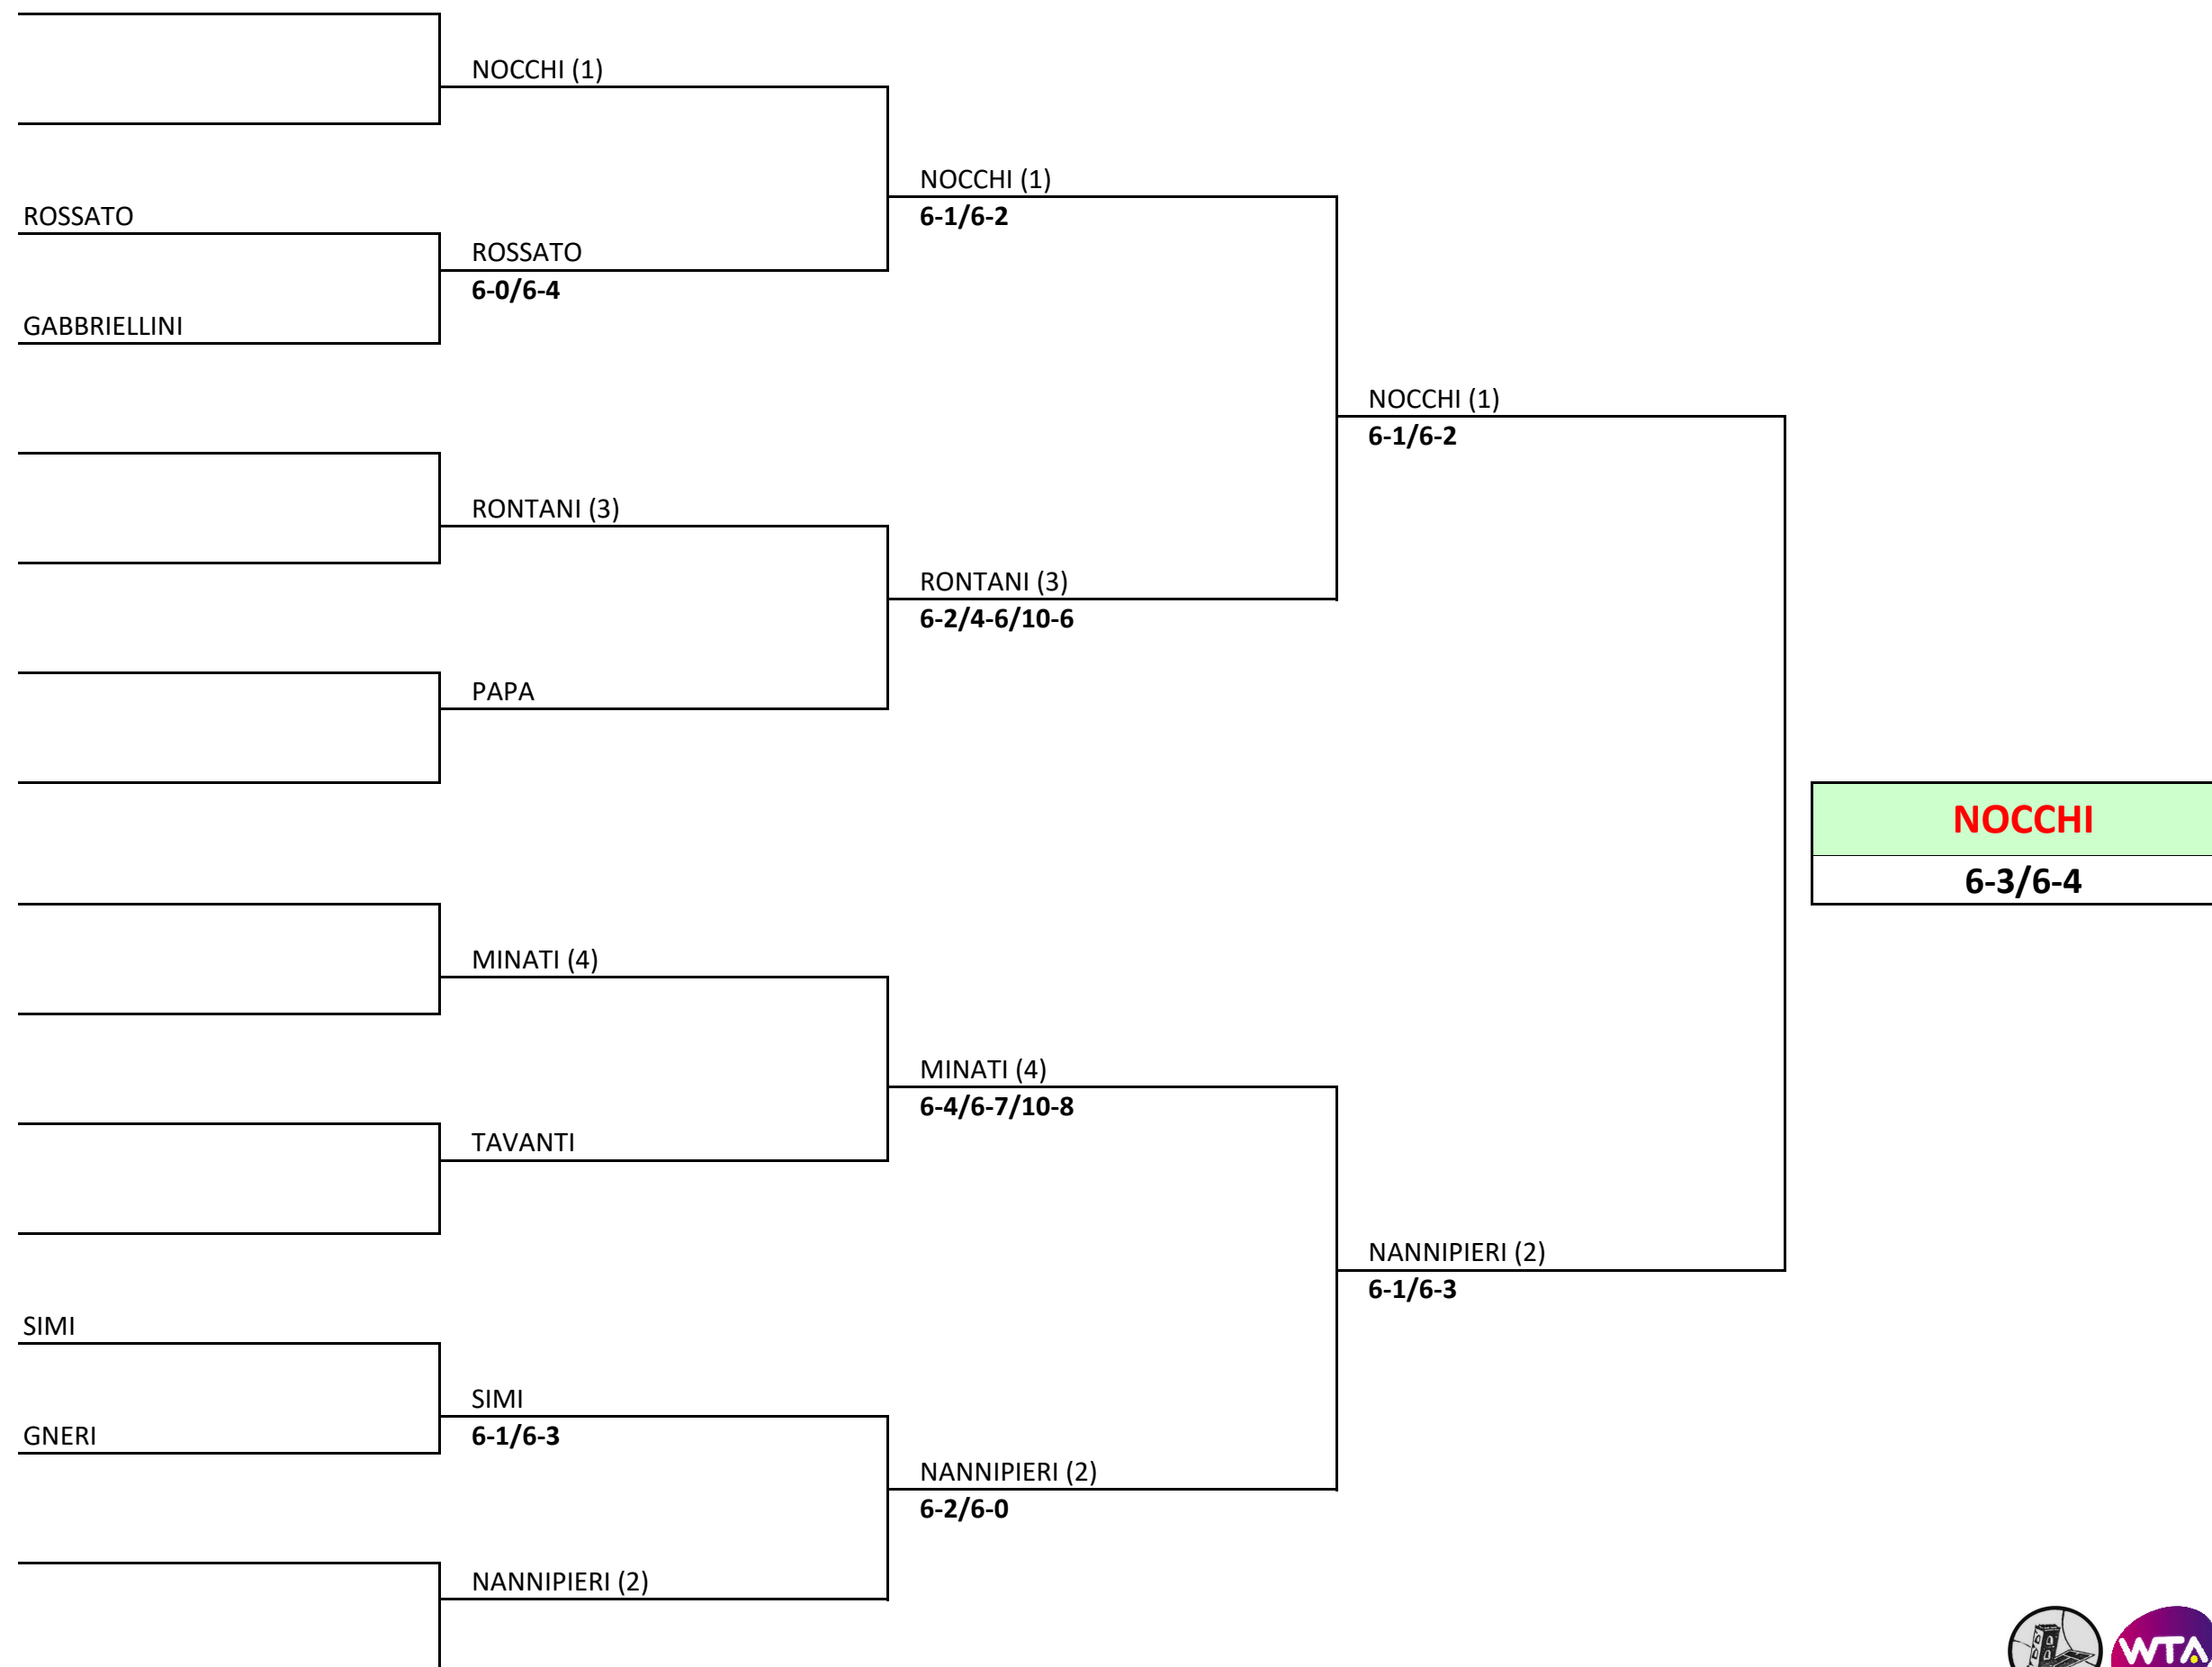 NOCCHI (1)
NOCCHI (1)
ROSSATO
6-1/6-2
ROSSATO
6-0/6-4
GABBRIELLINI
NOCCHI (1)
6-1/6-2
RONTANI (3)
RONTANI (3)
6-2/4-6/10-6
PAPA
NOCCHI
6-3/6-4
MINATI (4)
MINATI (4)
6-4/6-7/10-8
TAVANTI
NANNIPIERI (2)
6-1/6-3
SIMI
SIMI
GNERI
6-1/6-3
NANNIPIERI (2)
6-2/6-0
NANNIPIERI (2)
WTA